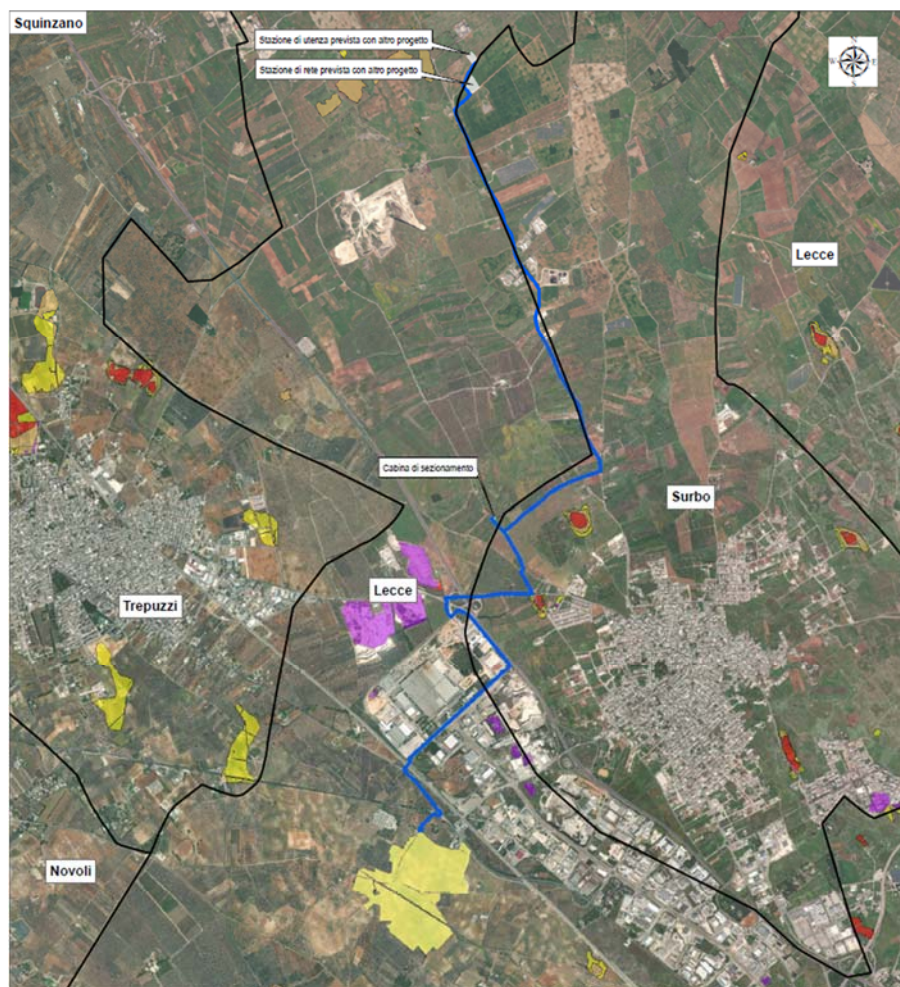 Squinzano
Stazione di utenza prevista con altro progetto
Stazione di rete prevista con altro progetto
N
W
E
S
Lecce
Cabina di sezionamento
Surbo
Lecce
Trepuzzi
Novoli